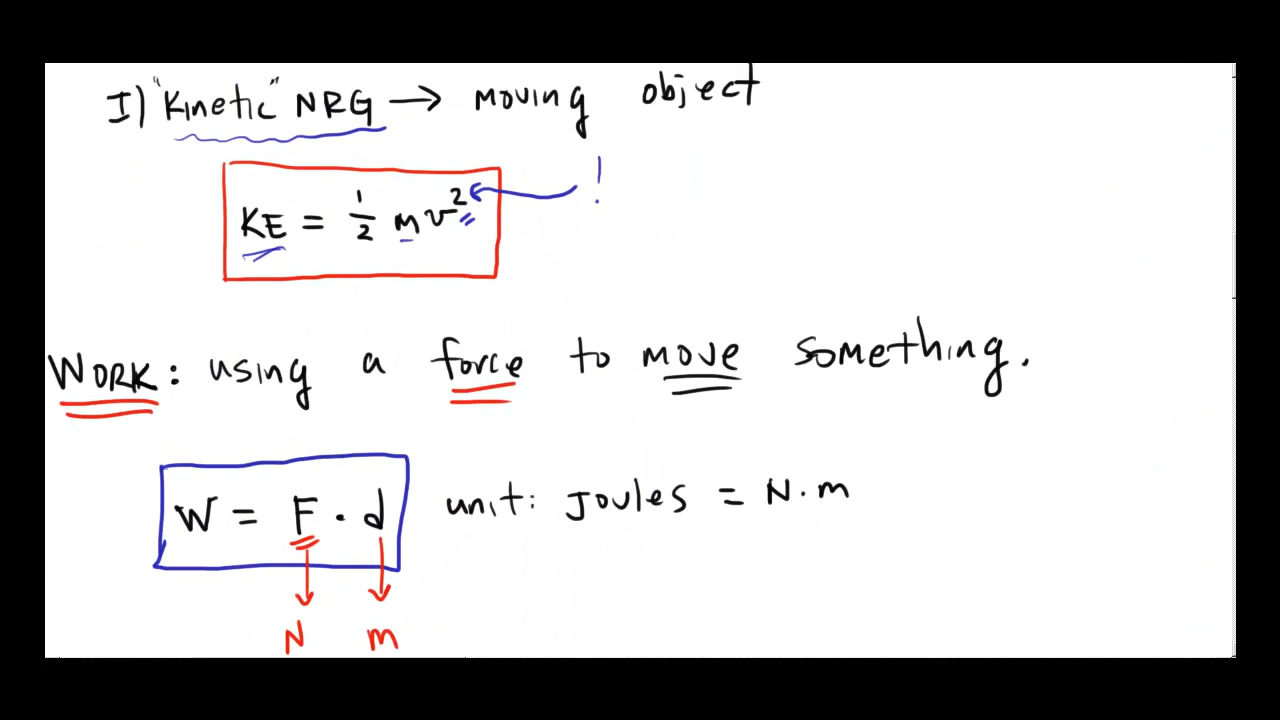 I) "Kinetic" NRG → moving object
KE = 1/2 mv² !
WORK: using a force to move something.
W = F · d unit: Joules = N·m
N m